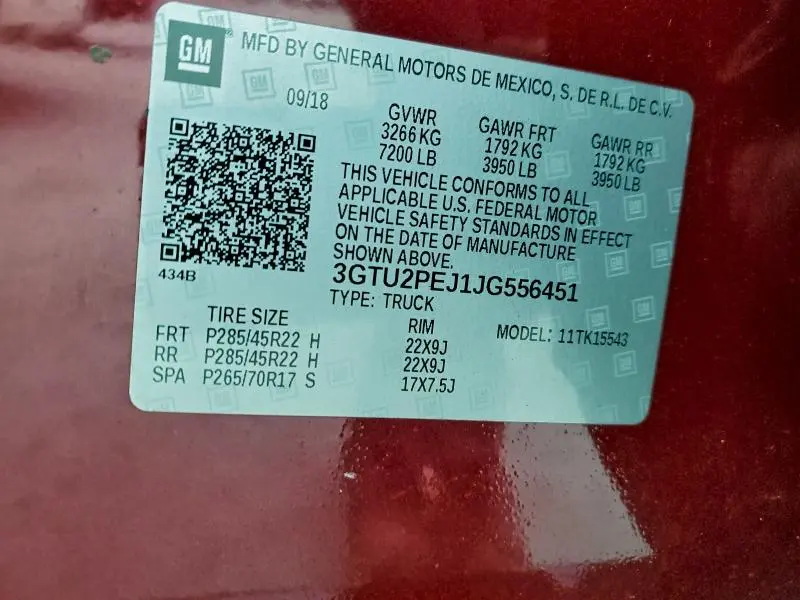 GM
MFD BY GENERAL MOTORS DE MEXICO, S. DE R.L. DE C.V.
09/18
GVWR GAWR FRT GAWR RR
3266 KG 1792 KG 1792 KG
7200 LB 3950 LB 3950 LB
THIS VEHICLE CONFORMS TO ALL
APPLICABLE U.S. FEDERAL MOTOR
VEHICLE SAFETY STANDARDS IN EFFECT
ON THE DATE OF MANUFACTURE
SHOWN ABOVE.
434B
3GTU2PEJ1JG556451
TYPE: TRUCK
TIRE SIZE RIM MODEL: 11TK15543
FRT P285/45R22 H 22X9J
RR P285/45R22 H 22X9J
SPA P265/70R17 S 17X7.5J